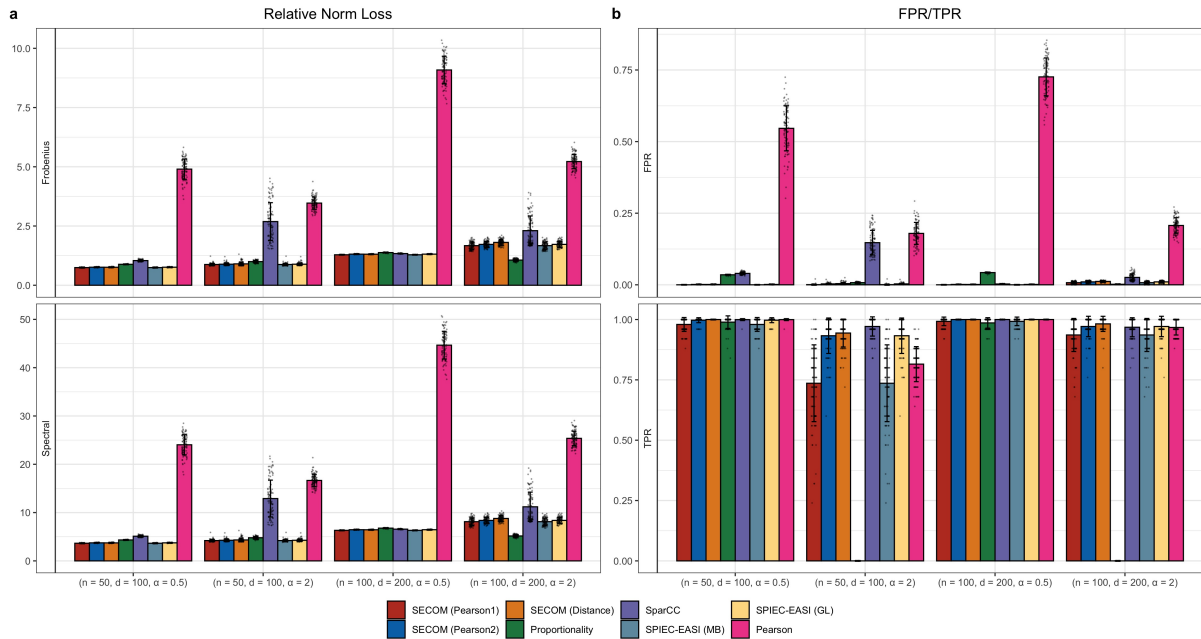 a
Relative Norm Loss
b
FPR/TPR
Frobenius
10.0
7.5
5.0
2.5
0.0
Spectral
50
40
30
20
10
0
(n = 50, d = 100, α = 0.5)
(n = 50, d = 100, α = 2)
(n = 100, d = 200, α = 0.5)
(n = 100, d = 200, α = 2)
FPR
0.75
0.50
0.25
0.00
TPR
1.00
0.75
0.50
0.25
0.00
(n = 50, d = 100, α = 0.5)
(n = 50, d = 100, α = 2)
(n = 100, d = 200, α = 0.5)
(n = 100, d = 200, α = 2)
SECOM (Pearson1)
SECOM (Distance)
SparCC
SPIEC-EASI (GL)
SECOM (Pearson2)
Proportionality
SPIEC-EASI (MB)
Pearson